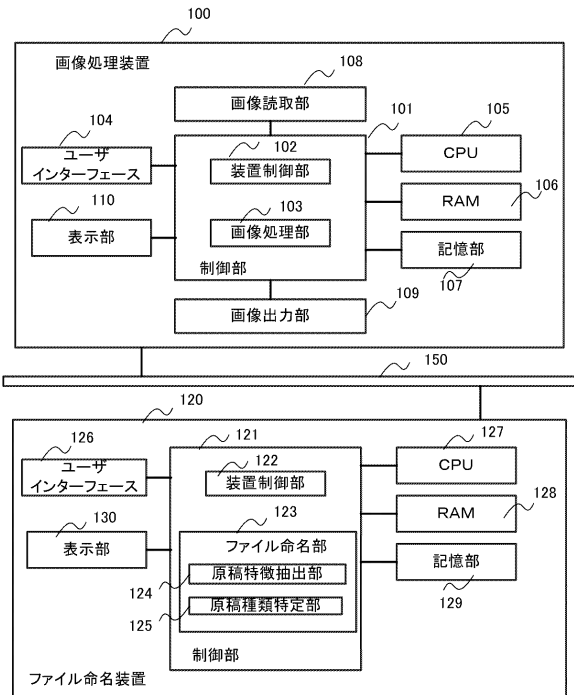 100
画像処理装置
108
画像読取部
104
ユーザ
インターフェース
101
102
装置制御部
105
CPU
110
表示部
103
画像処理部
制御部
RAM
106
記憶部
107
109
画像出力部
150
120
126
ユーザ
インターフェース
121
122
装置制御部
127
CPU
130
表示部
123
ファイル命名部
RAM
128
124
原稿特徴抽出部
125
原稿種類特定部
記憶部
129
制御部
ファイル命名装置